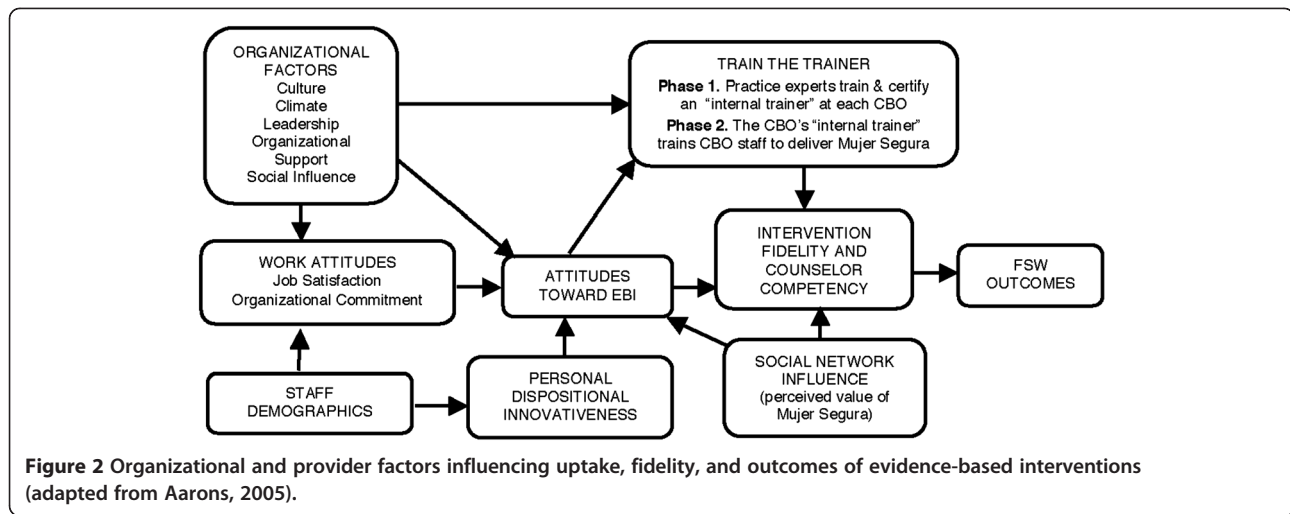 ORGANIZATIONAL
FACTORS
Culture
Climate
Leadership
Organizational
Support
Social Influence
TRAIN THE TRAINER
Phase 1. Practice experts train & certify
an “internal trainer” at each CBO
Phase 2. The CBO’s “internal trainer”
trains CBO staff to deliver Mujer Segura
WORK ATTITUDES
Job Satisfaction
Organizational Commitment
ATTITUDES
TOWARD EBI
INTERVENTION
FIDELITY AND
COUNSELOR
COMPETENCY
FSW
OUTCOMES
STAFF
DEMOGRAPHICS
PERSONAL
DISPOSITIONAL
INNOVATIVENESS
SOCIAL NETWORK
INFLUENCE
(perceived value of
Mujer Segura)
Figure 2 Organizational and provider factors influencing uptake, fidelity, and outcomes of evidence-based interventions
(adapted from Aarons, 2005).